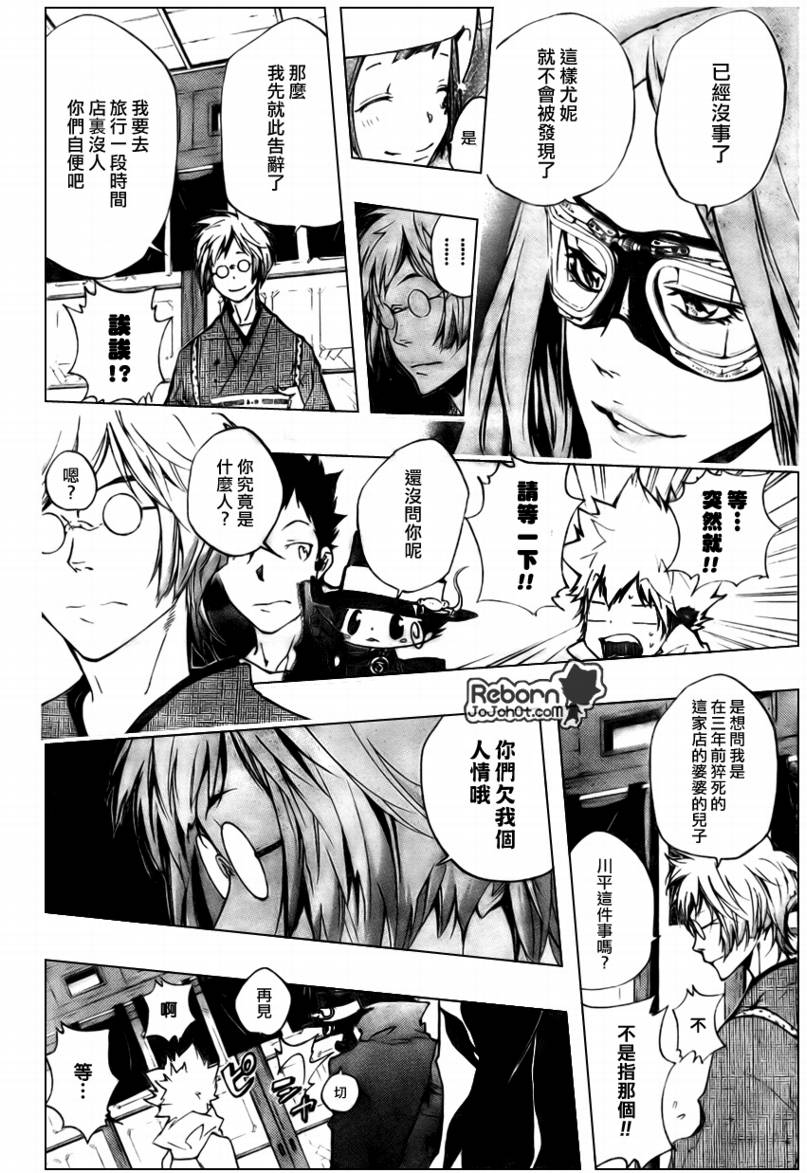 已經沒事了
這樣尤妮
就不會被發現了
是
……
……
那麼
我先就此告辭了
我要去
旅行一段時間
店裏沒人
你們自便吧
誒誒!?
等…
突然就!!
請等一下!!
還沒問你呢
你究竟是
什麼人?
嗯?
Reborn
JoJoHOt.com
是想問我是
在三年前猝死的
這家店的婆婆的兒子
川平這件事嗎?
不
不是指那個!!
你們欠我個
人情哦
再見
切
啊
等…
ピピ